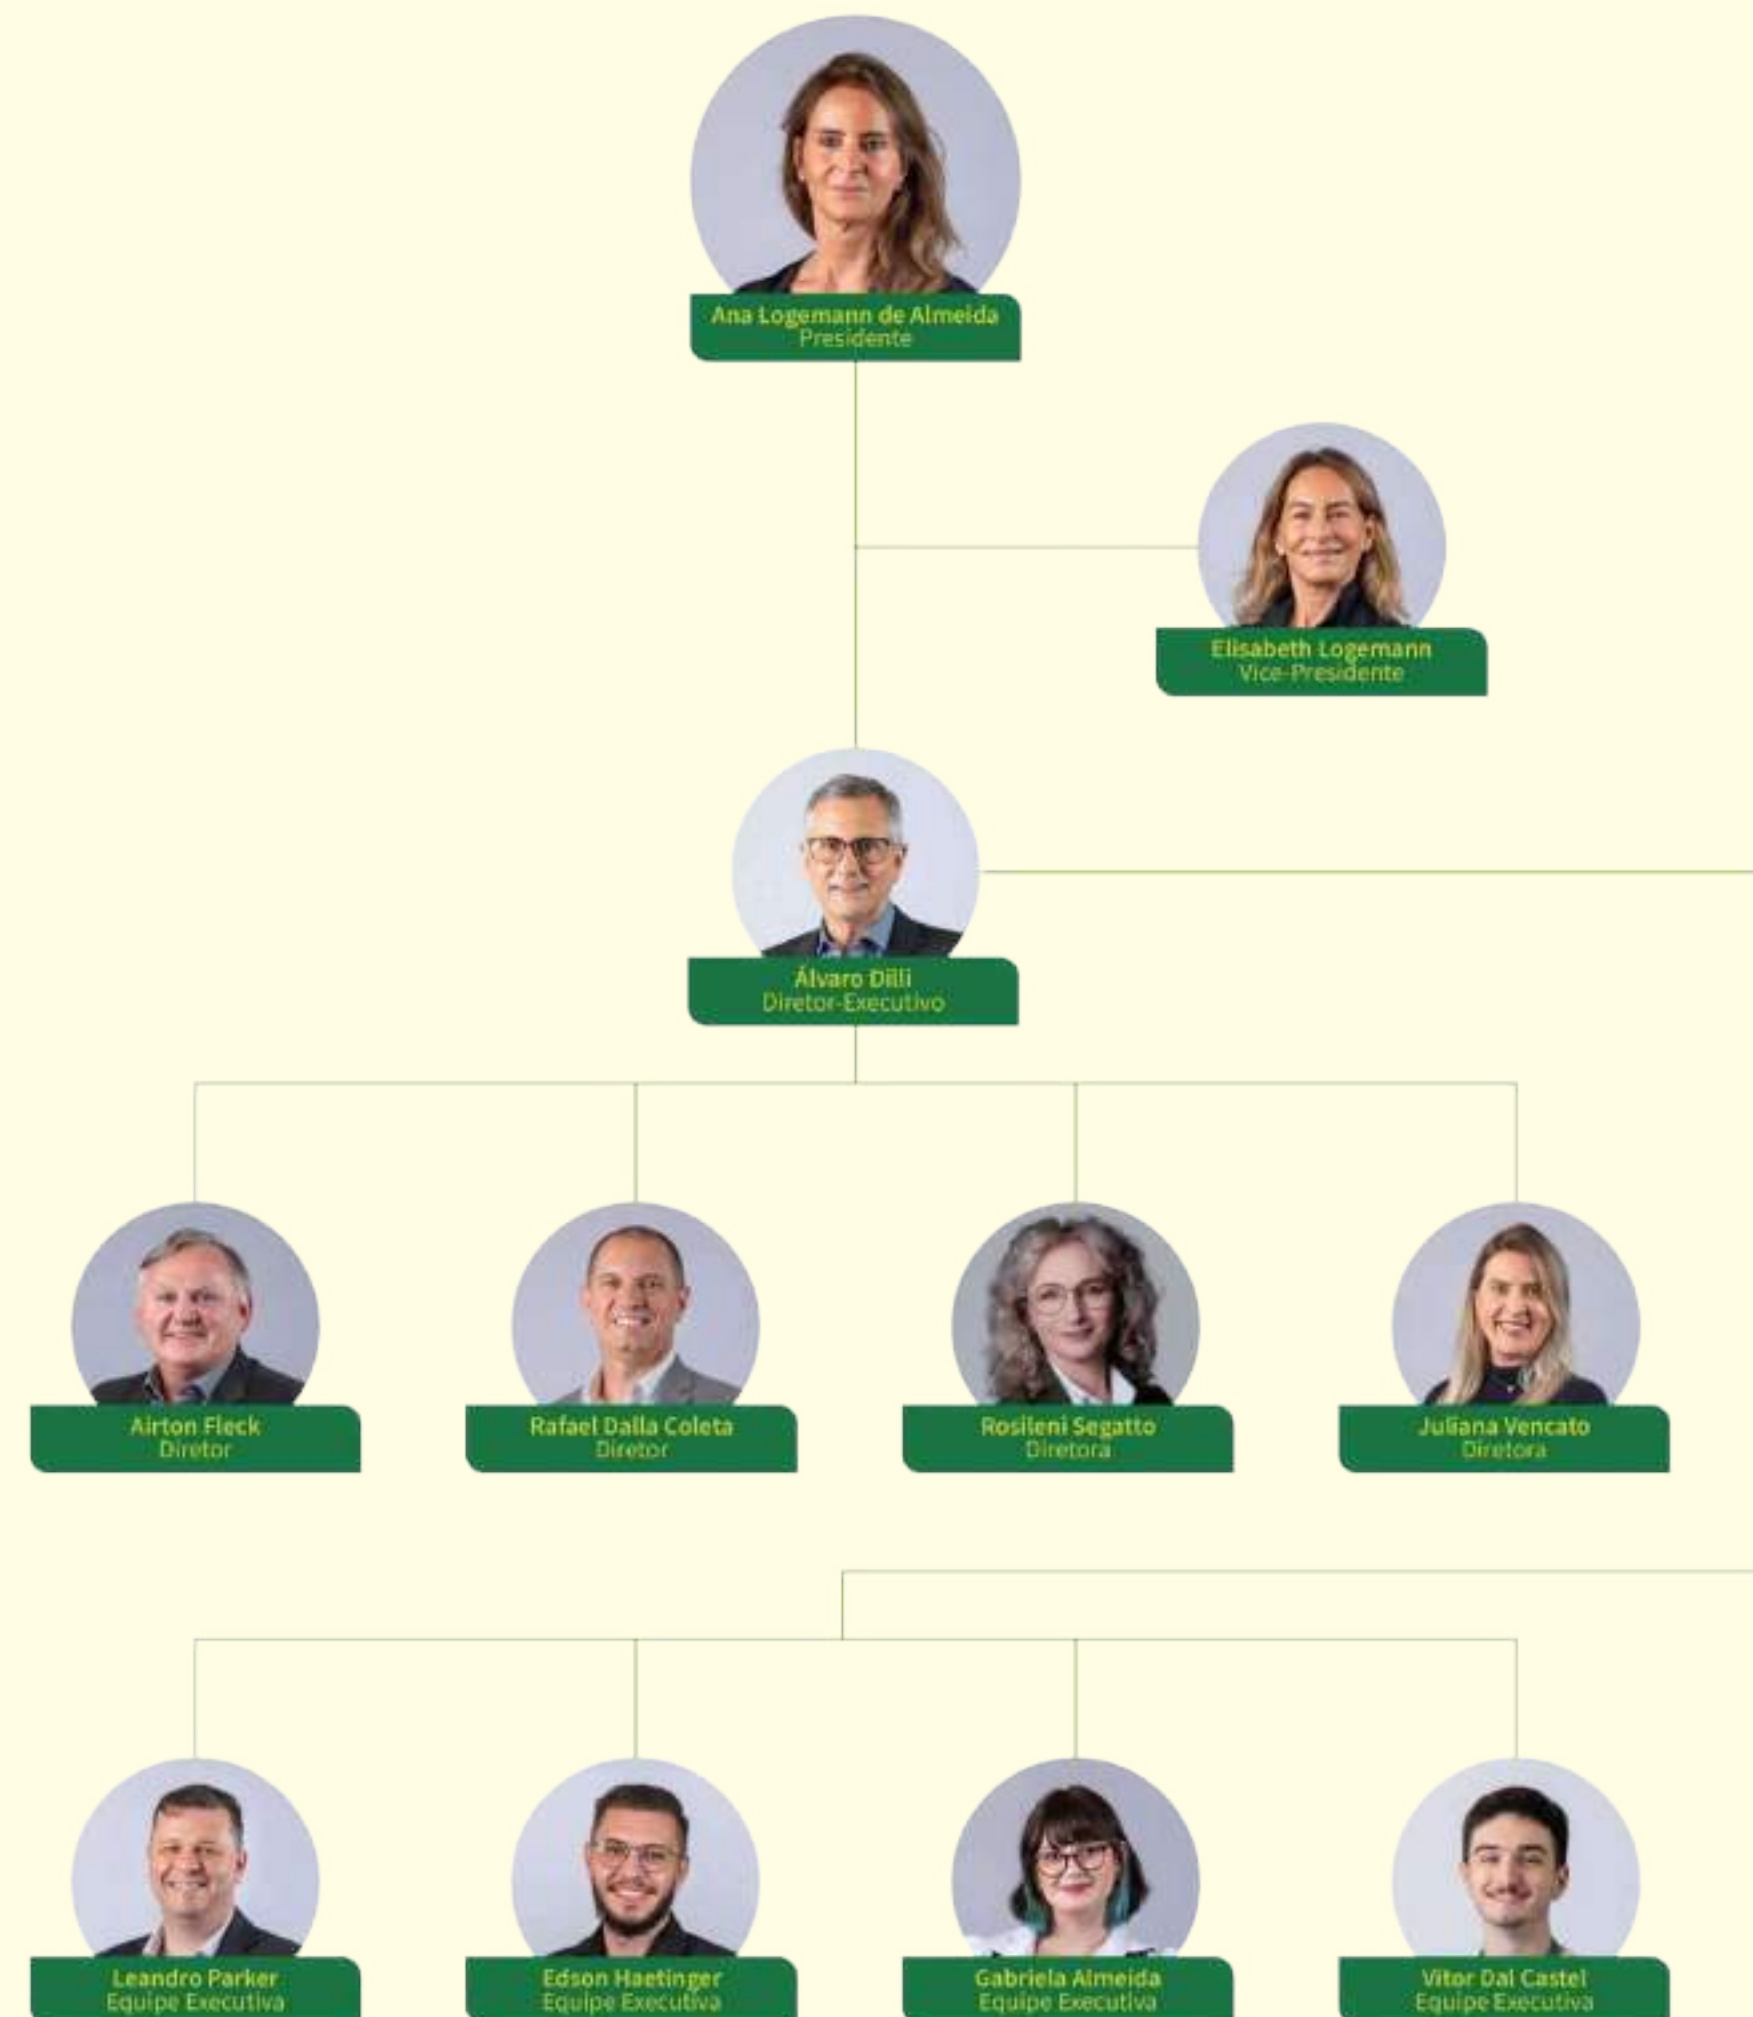 Ana Logemann de Almeida
Presidente
Elisabeth Logemann
Vice-Presidente
Álvaro Dilli
Diretor-Executivo
Airton Fleck
Diretor
Rafael Dalla Coleta
Diretor
Rosileni Segatto
Diretora
Juliana Vencato
Diretora
Leandro Parker
Equipe Executiva
Edson Haetinger
Equipe Executiva
Gabriela Almeida
Equipe Executiva
Vitor Dal Castel
Equipe Executiva